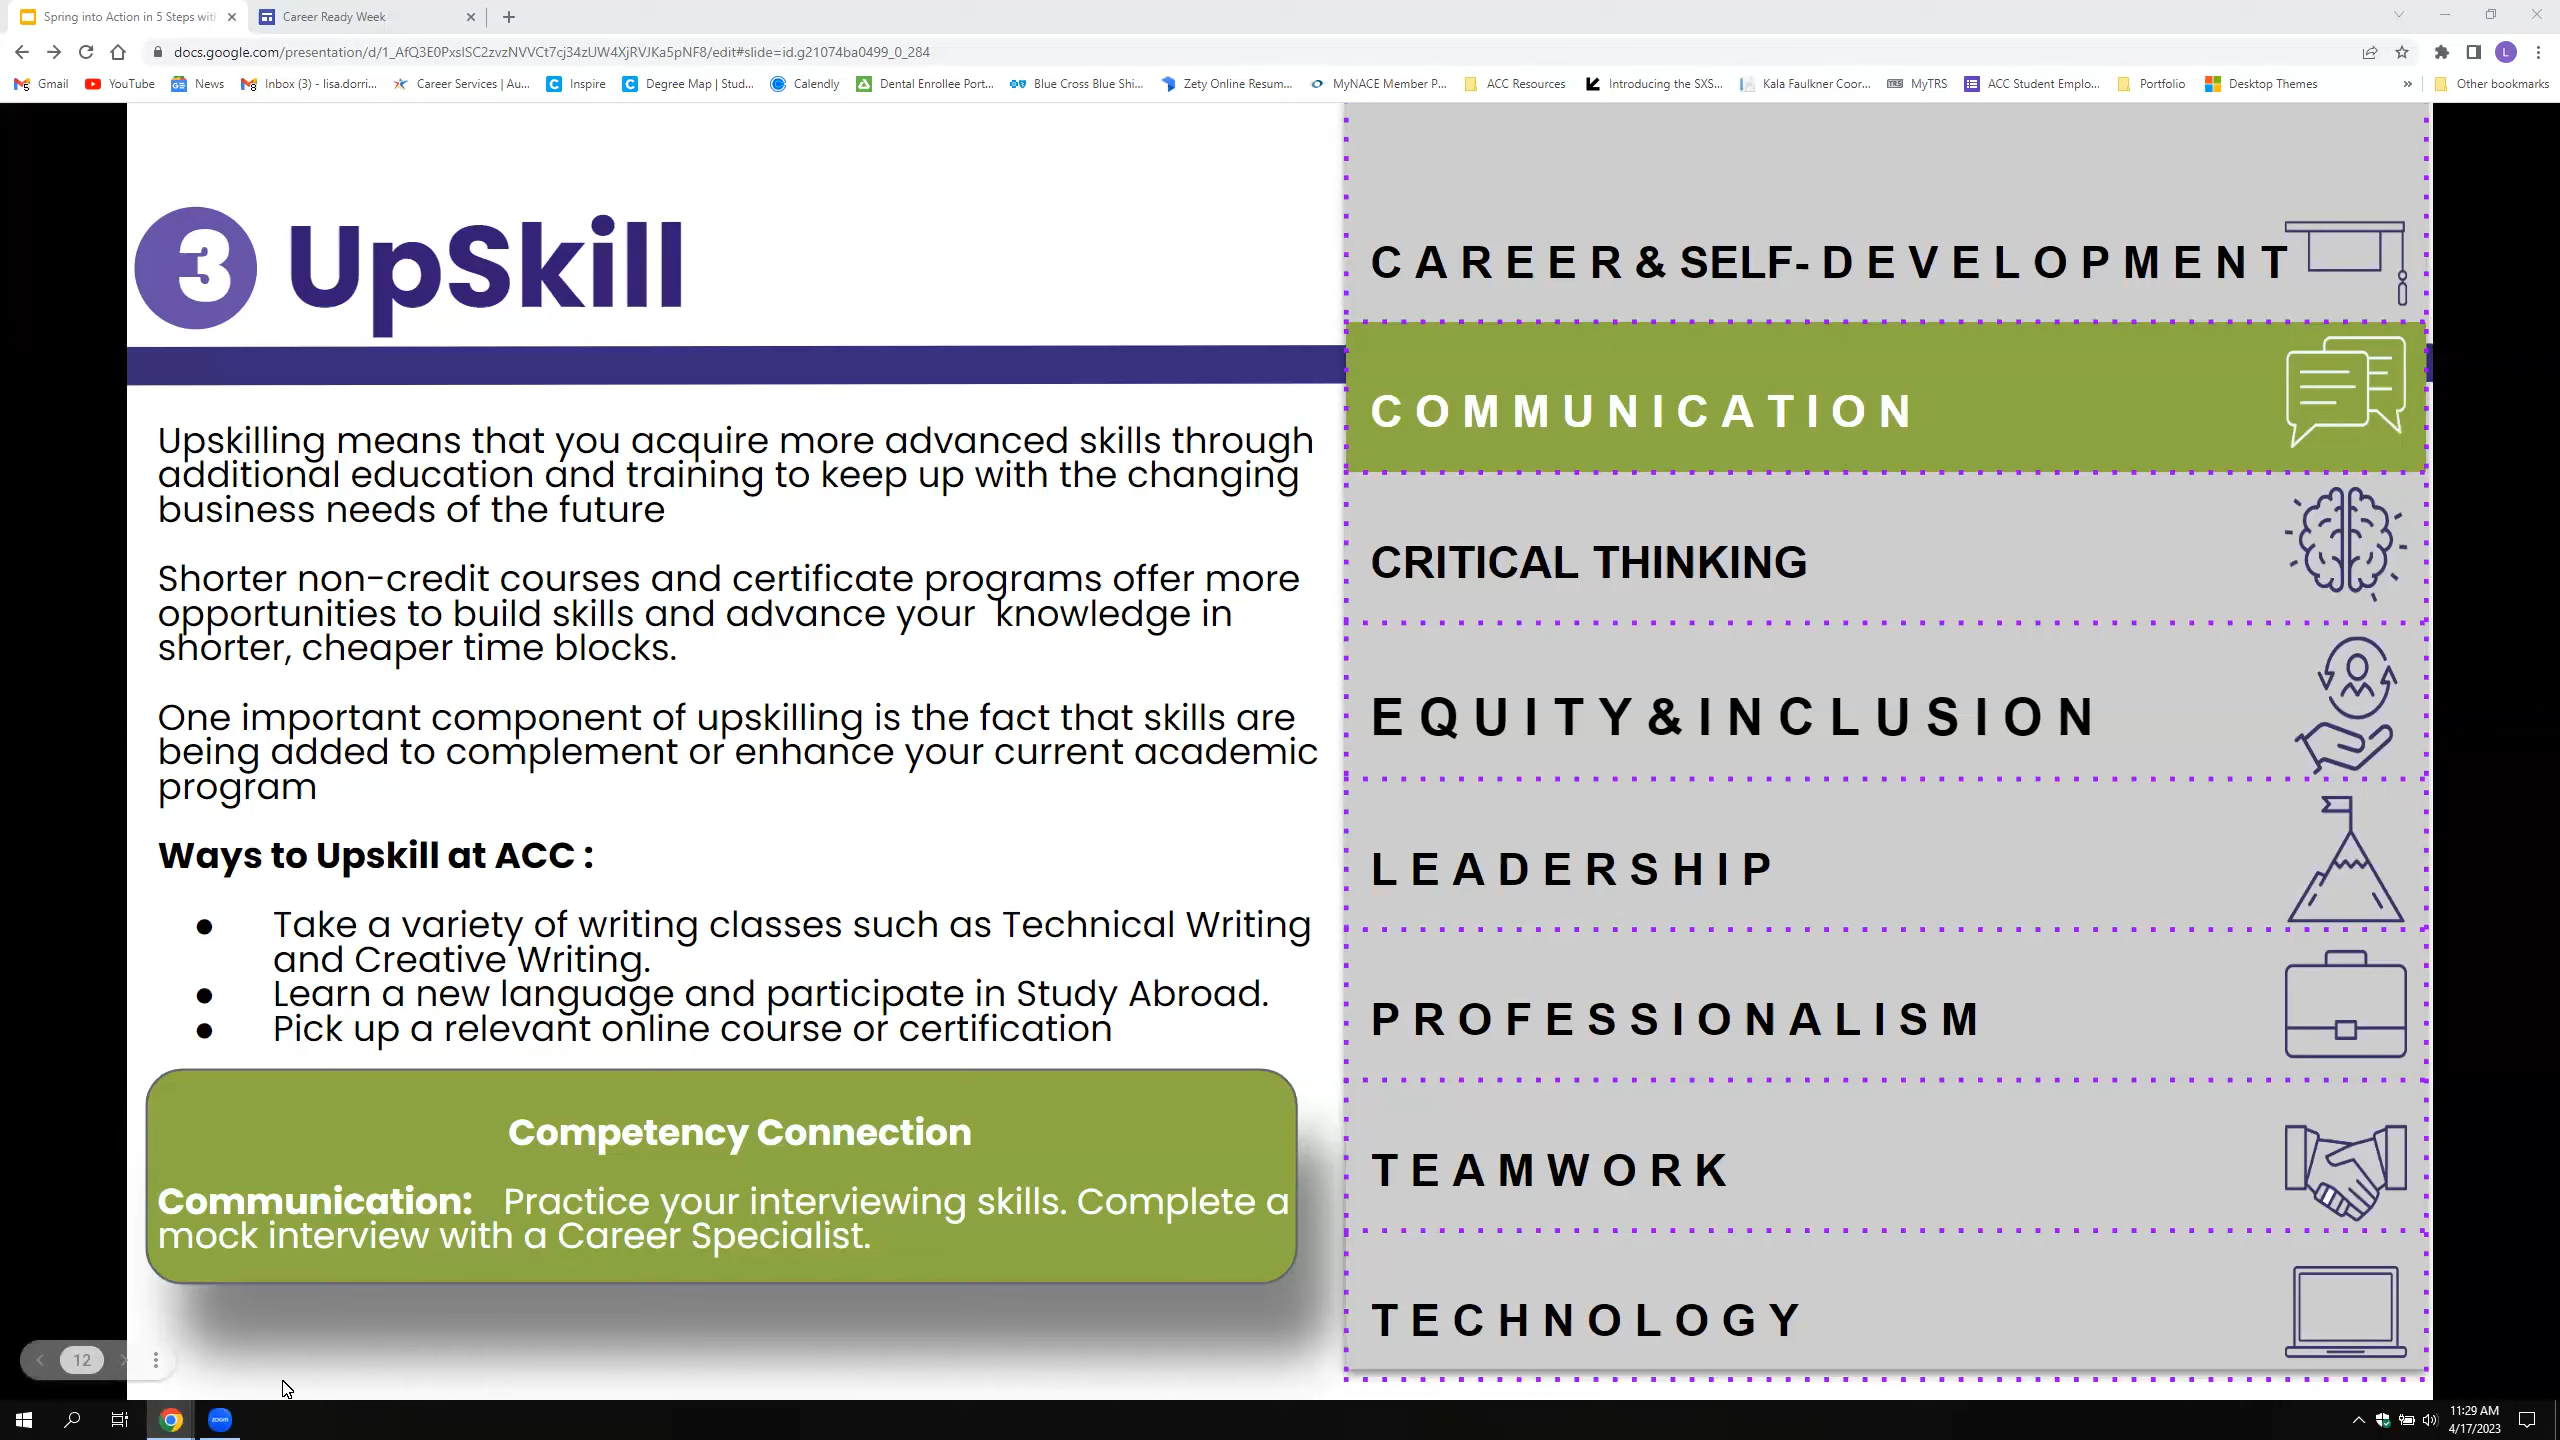 Spring into Action in 5 Steps wit
Career Ready Week
docs.google.com/presentation/d/1_AfQ3E0PxslSC2zvzNVVCt7cj34zUW4XjRVJKa5pNF8/edit#slide=id.g21074ba0499_0_284
L
Gmail YouTube News Inbox (3) - lisa.dorri... Career Services | Au... Inspire Degree Map | Stud... Calendly Dental Enrollee Port... Blue Cross Blue Shi... Zety Online Resum... MyNACE Member P... ACC Resources Introducing the SXS... Kala Faulkner Coor... TRS MyTRS ACC Student Emplo... Portfolio Desktop Themes » Other bookmarks
3 UpSkill
Upskilling means that you acquire more advanced skills through
additional education and training to keep up with the changing
business needs of the future
Shorter non-credit courses and certificate programs offer more
opportunities to build skills and advance your knowledge in
shorter, cheaper time blocks.
One important component of upskilling is the fact that skills are
being added to complement or enhance your current academic
program
Ways to Upskill at ACC :
● Take a variety of writing classes such as Technical Writing
and Creative Writing.
● Learn a new language and participate in Study Abroad.
● Pick up a relevant online course or certification
Competency Connection
Communication: Practice your interviewing skills. Complete a
mock interview with a Career Specialist.
CAREER & SELF-DEVELOPMENT
COMMUNICATION
CRITICAL THINKING
EQUITY & INCLUSION
LEADERSHIP
PROFESSIONALISM
TEAMWORK
TECHNOLOGY
12
zoom
11:29 AM
4/17/2023